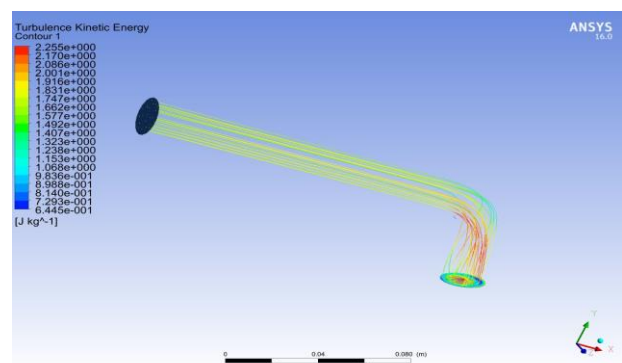 Turbulence Kinetic Energy
Contour 1
2.255e+000
2.170e+000
2.086e+000
2.001e+000
1.916e+000
1.831e+000
1.747e+000
1.662e+000
1.577e+000
1.492e+000
1.407e+000
1.323e+000
1.238e+000
1.153e+000
1.068e+000
9.836e-001
8.988e-001
8.140e-001
7.293e-001
6.445e-001
[J kg^-1]
ANSYS
16.0
0 0.04 0.080 (m)
Y
X
Z